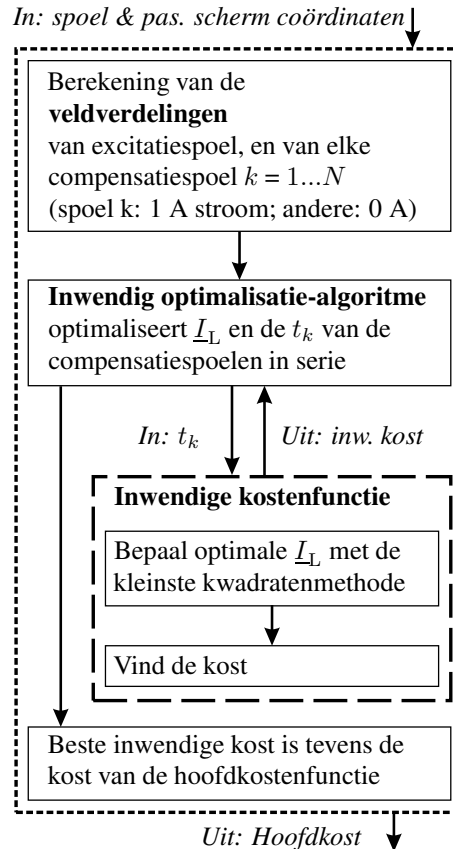 In: spoel & pas. scherm coördinaten
Berekening van de
veldverdelingen
van excitatiespoel, en van elke
compensatiespoel k = 1...N
(spoel k: 1 A stroom; andere: 0 A)
Inwendig optimalisatie-algoritme
optimaliseert I_L en de t_k van de
compensatiespoelen in serie
In: t_k
Uit: inw. kost
Inwendige kostenfunctie
Bepaal optimale I_L met de
kleinste kwadratenmethode
Vind de kost
Beste inwendige kost is tevens de
kost van de hoofdkostenfunctie
Uit: Hoofdkost